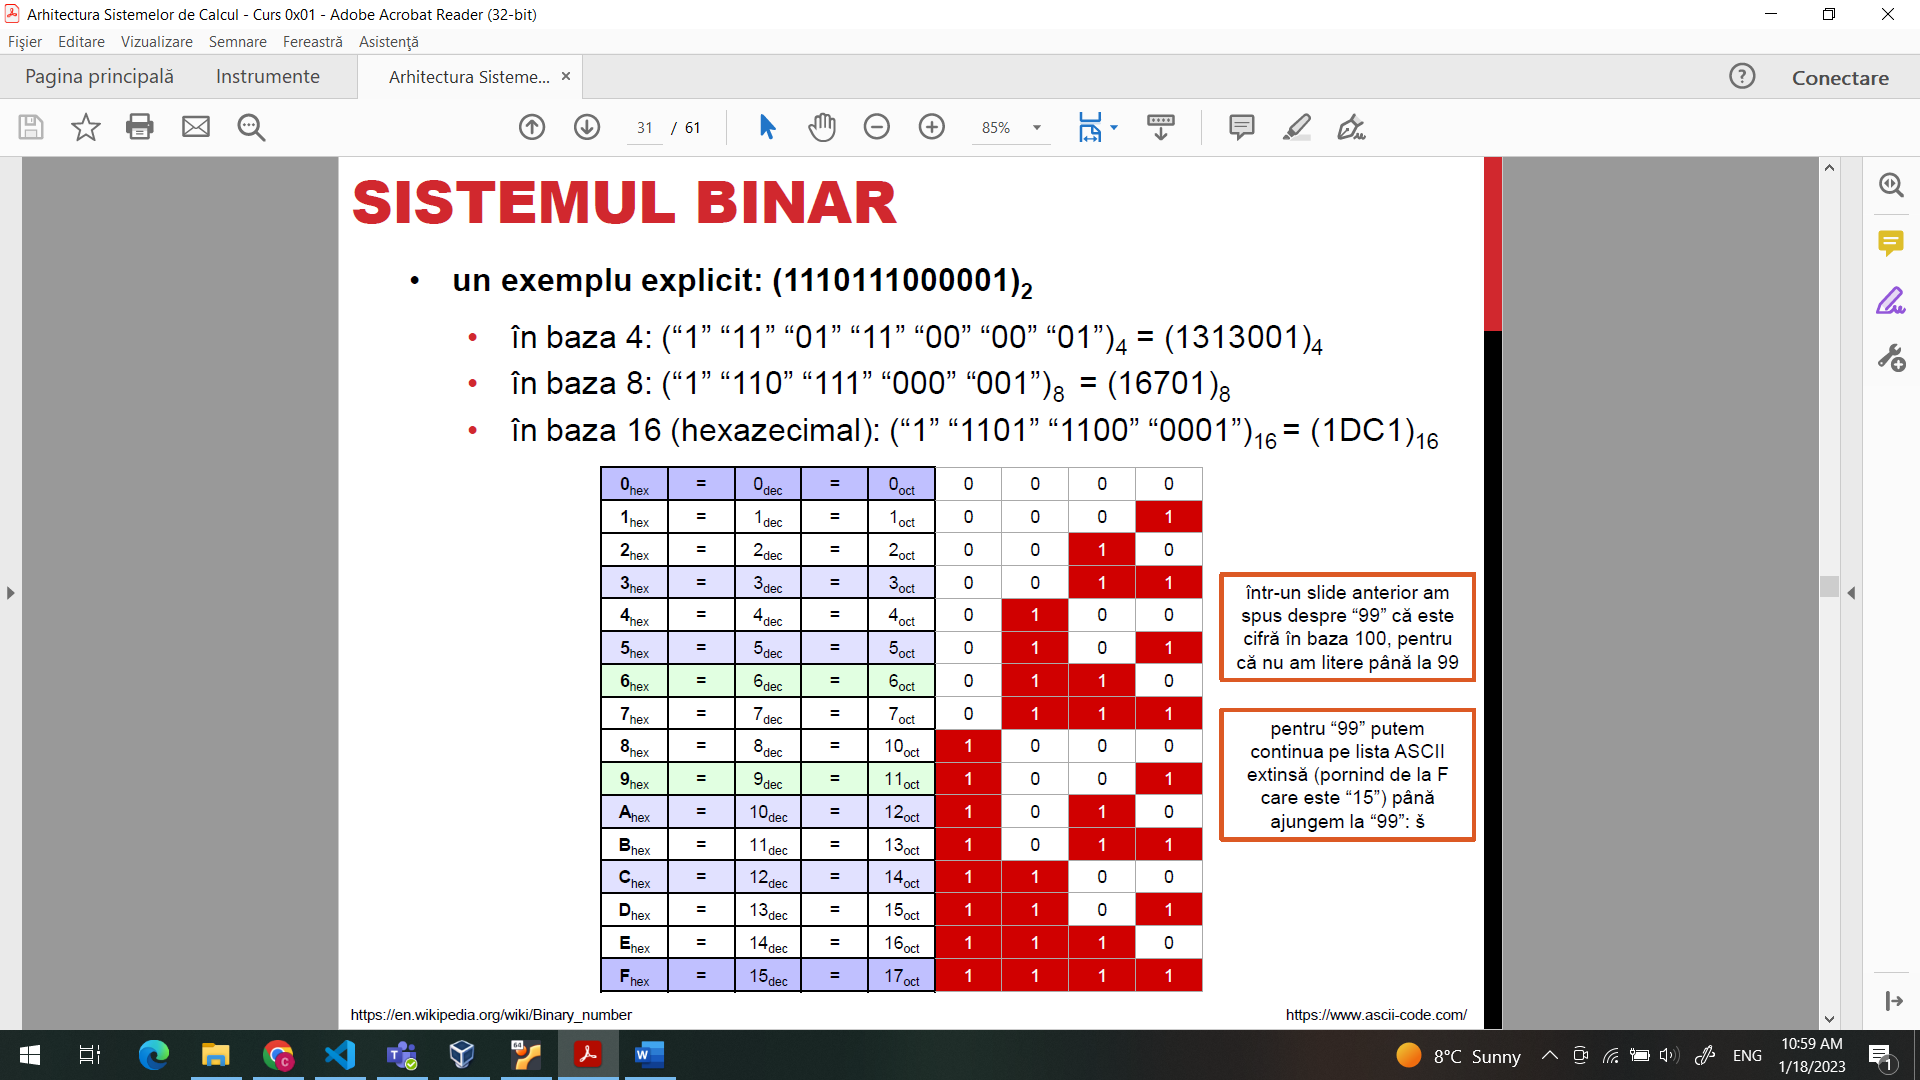 Arhitectura Sistemelor de Calcul - Curs 0x01 - Adobe Acrobat Reader (32-bit)
Fișier Editare Vizualizare Semnare Fereastră Asistență
Pagina principală Instrumente Arhitectura Sisteme... × Conectare
31 / 61 85%
SISTEMUL BINAR
• un exemplu explicit: (1110111000001)2
• în baza 4: (“1” “11” “01” “11” “00” “00” “01”)4 = (1313001)4
• în baza 8: (“1” “110” “111” “000” “001”)8 = (16701)8
• în baza 16 (hexazecimal): (“1” “1101” “1100” “0001”)16 = (1DC1)16
0hex = 0dec = 0oct 0 0 0 0
1hex = 1dec = 1oct 0 0 0 1
2hex = 2dec = 2oct 0 0 1 0
3hex = 3dec = 3oct 0 0 1 1
4hex = 4dec = 4oct 0 1 0 0
5hex = 5dec = 5oct 0 1 0 1
6hex = 6dec = 6oct 0 1 1 0
7hex = 7dec = 7oct 0 1 1 1
8hex = 8dec = 10oct 1 0 0 0
9hex = 9dec = 11oct 1 0 0 1
Ahex = 10dec = 12oct 1 0 1 0
Bhex = 11dec = 13oct 1 0 1 1
Chex = 12dec = 14oct 1 1 0 0
Dhex = 13dec = 15oct 1 1 0 1
Ehex = 14dec = 16oct 1 1 1 0
Fhex = 15dec = 17oct 1 1 1 1
într-un slide anterior am
spus despre “99” că este
cifră în baza 100, pentru
că nu am litere până la 99
pentru “99” putem
continua pe lista ASCII
extinsă (pornind de la F
care este “15”) până
ajungem la “99”: š
https://en.wikipedia.org/wiki/Binary_number
https://www.ascii-code.com/
8°C Sunny ENG 10:59 AM
1/18/2023
1
64